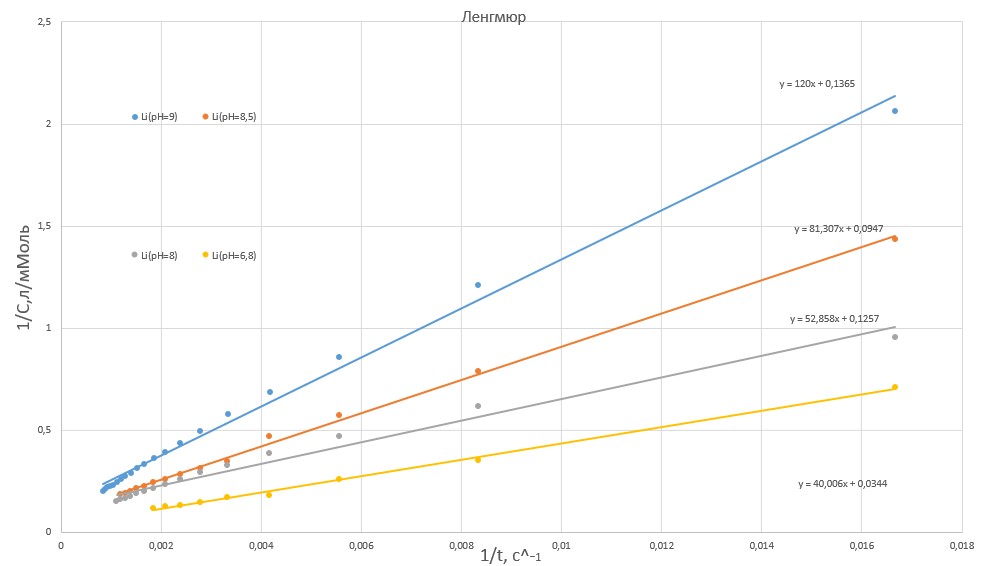 Ленгмюр
2,5
y = 120x + 0,1365
Li(pH=9) Li(pH=8,5)
2
1/C,л/мМоль
1,5
y = 81,307x + 0,0947
Li(pH=8) Li(pH=6,8)
1
y = 52,858x + 0,1257
0,5
y = 40,006x + 0,0344
0
0 0,002 0,004 0,006 0,008 0,01 0,012 0,014 0,016 0,018
1/t, c^⁻¹